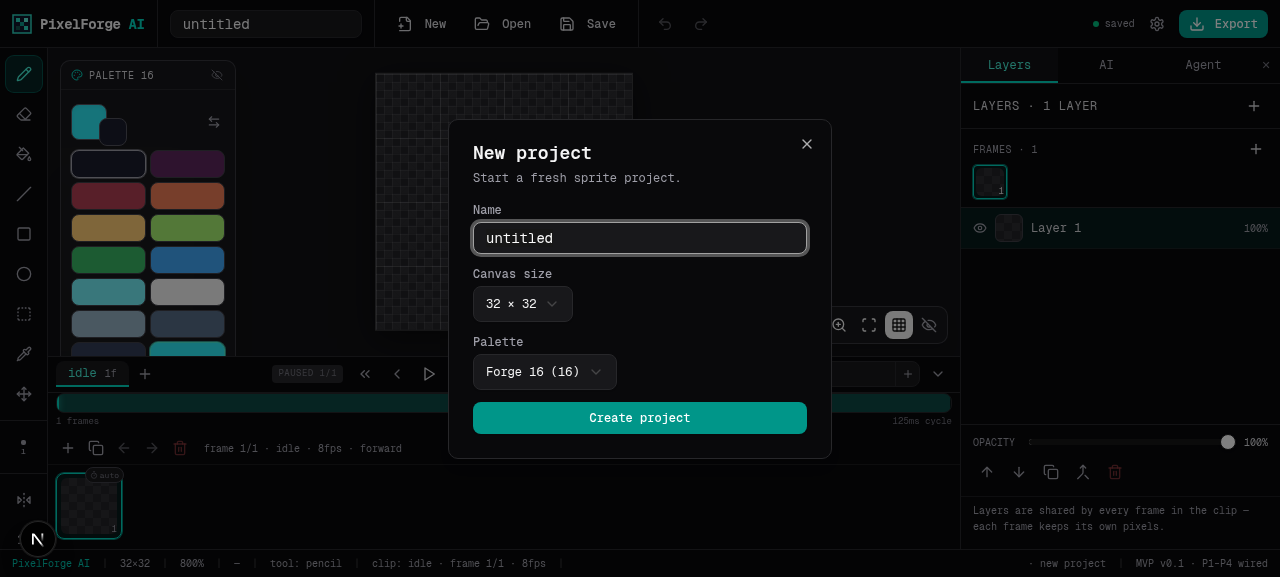 PixelForge AI
untitled
New
Open
Save
saved
Export
PALETTE 16
Layers
AI
Agent
×
LAYERS · 1 LAYER
FRAMES · 1
1
Layer 1
100%
New project
Start a fresh sprite project.
Name
untitled
Canvas size
32 × 32
Palette
Forge 16 (16)
Create project
idle 1f
PAUSED 1/1
1 frames
125ms cycle
1
frame 1/1 · idle · 8fps · forward
auto
1
N
OPACITY
100%
Layers are shared by every frame in the clip —
each frame keeps its own pixels.
PixelForge AI | 32×32 | 800% | — | tool: pencil | clip: idle · frame 1/1 · 8fps |
· new project | MVP v0.1 · P1–P4 wired